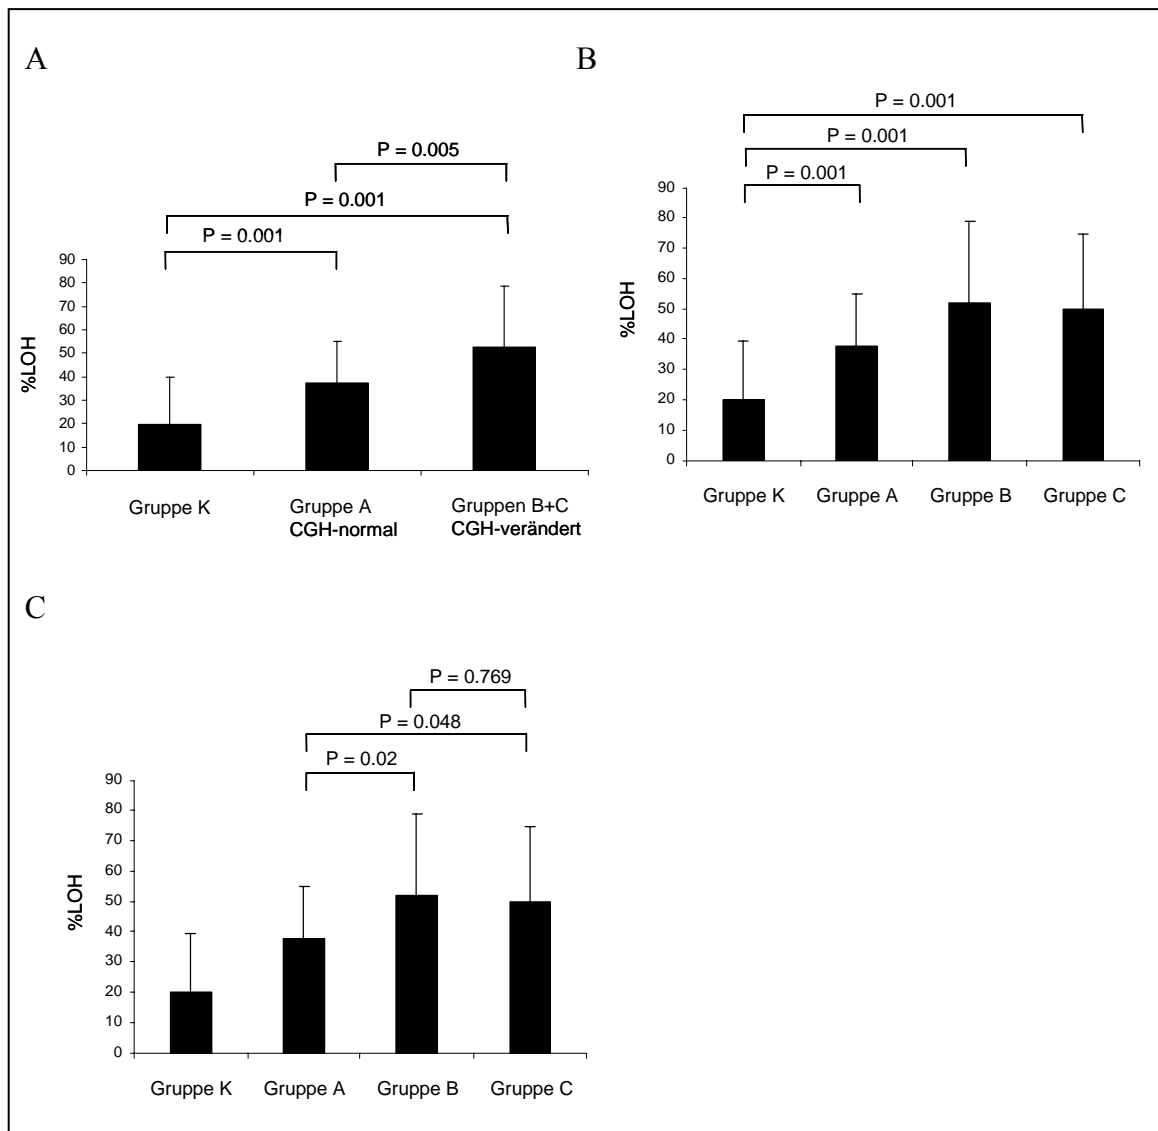 A
P = 0.005
P = 0.001
P = 0.001
90
80
70
60
50
40
30
20
10
0
%LOH
Gruppe K
Gruppe A
CGH-normal
Gruppen B+C
CGH-verändert
B
P = 0.001
P = 0.001
P = 0.001
90
80
70
60
50
40
30
20
10
0
%LOH
Gruppe K
Gruppe A
Gruppe B
Gruppe C
C
P = 0.769
P = 0.048
P = 0.02
90
80
70
60
50
40
30
20
10
0
%LOH
Gruppe K
Gruppe A
Gruppe B
Gruppe C